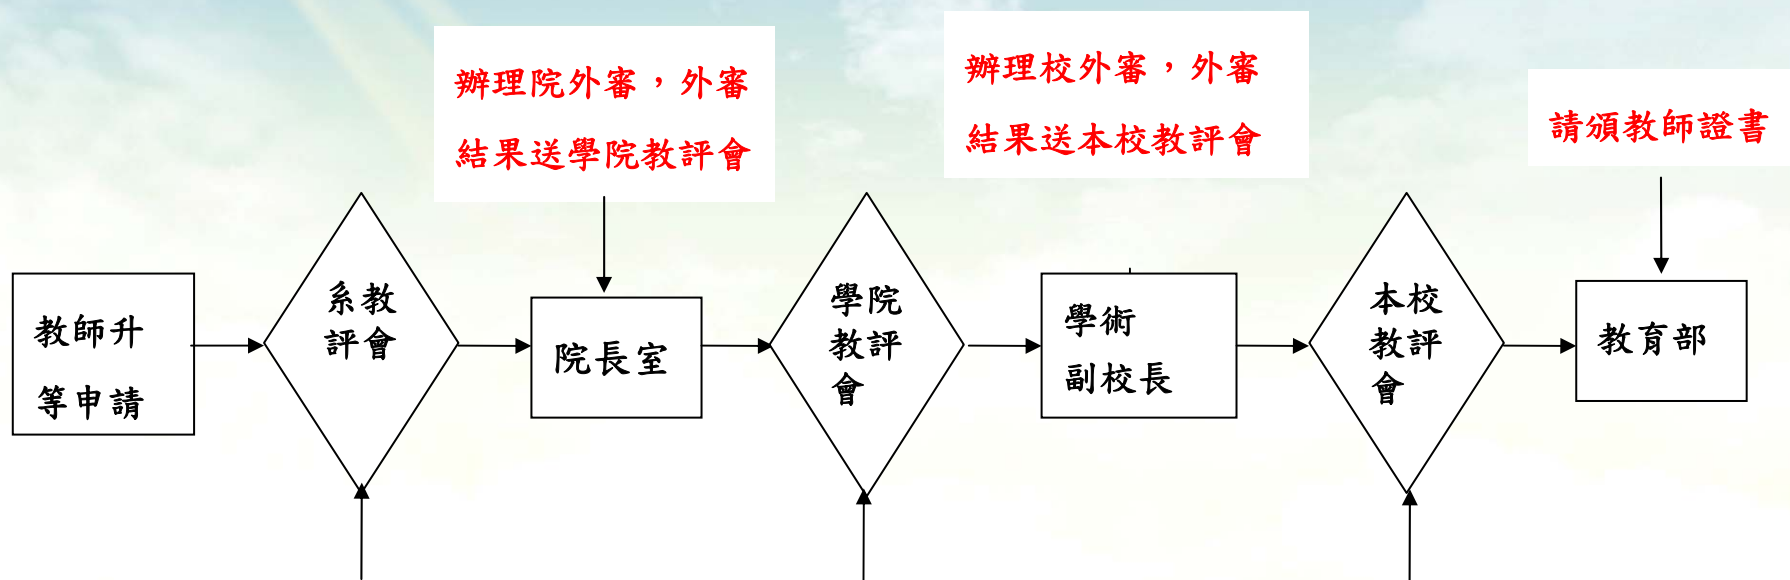 辦理院外審，外審
結果送學院教評會
辦理校外審，外審
結果送本校教評會
請頒教師證書
教師升
等申請
系教
評會
院長室
學院
教評
會
學術
副校長
本校
教評
會
教育部